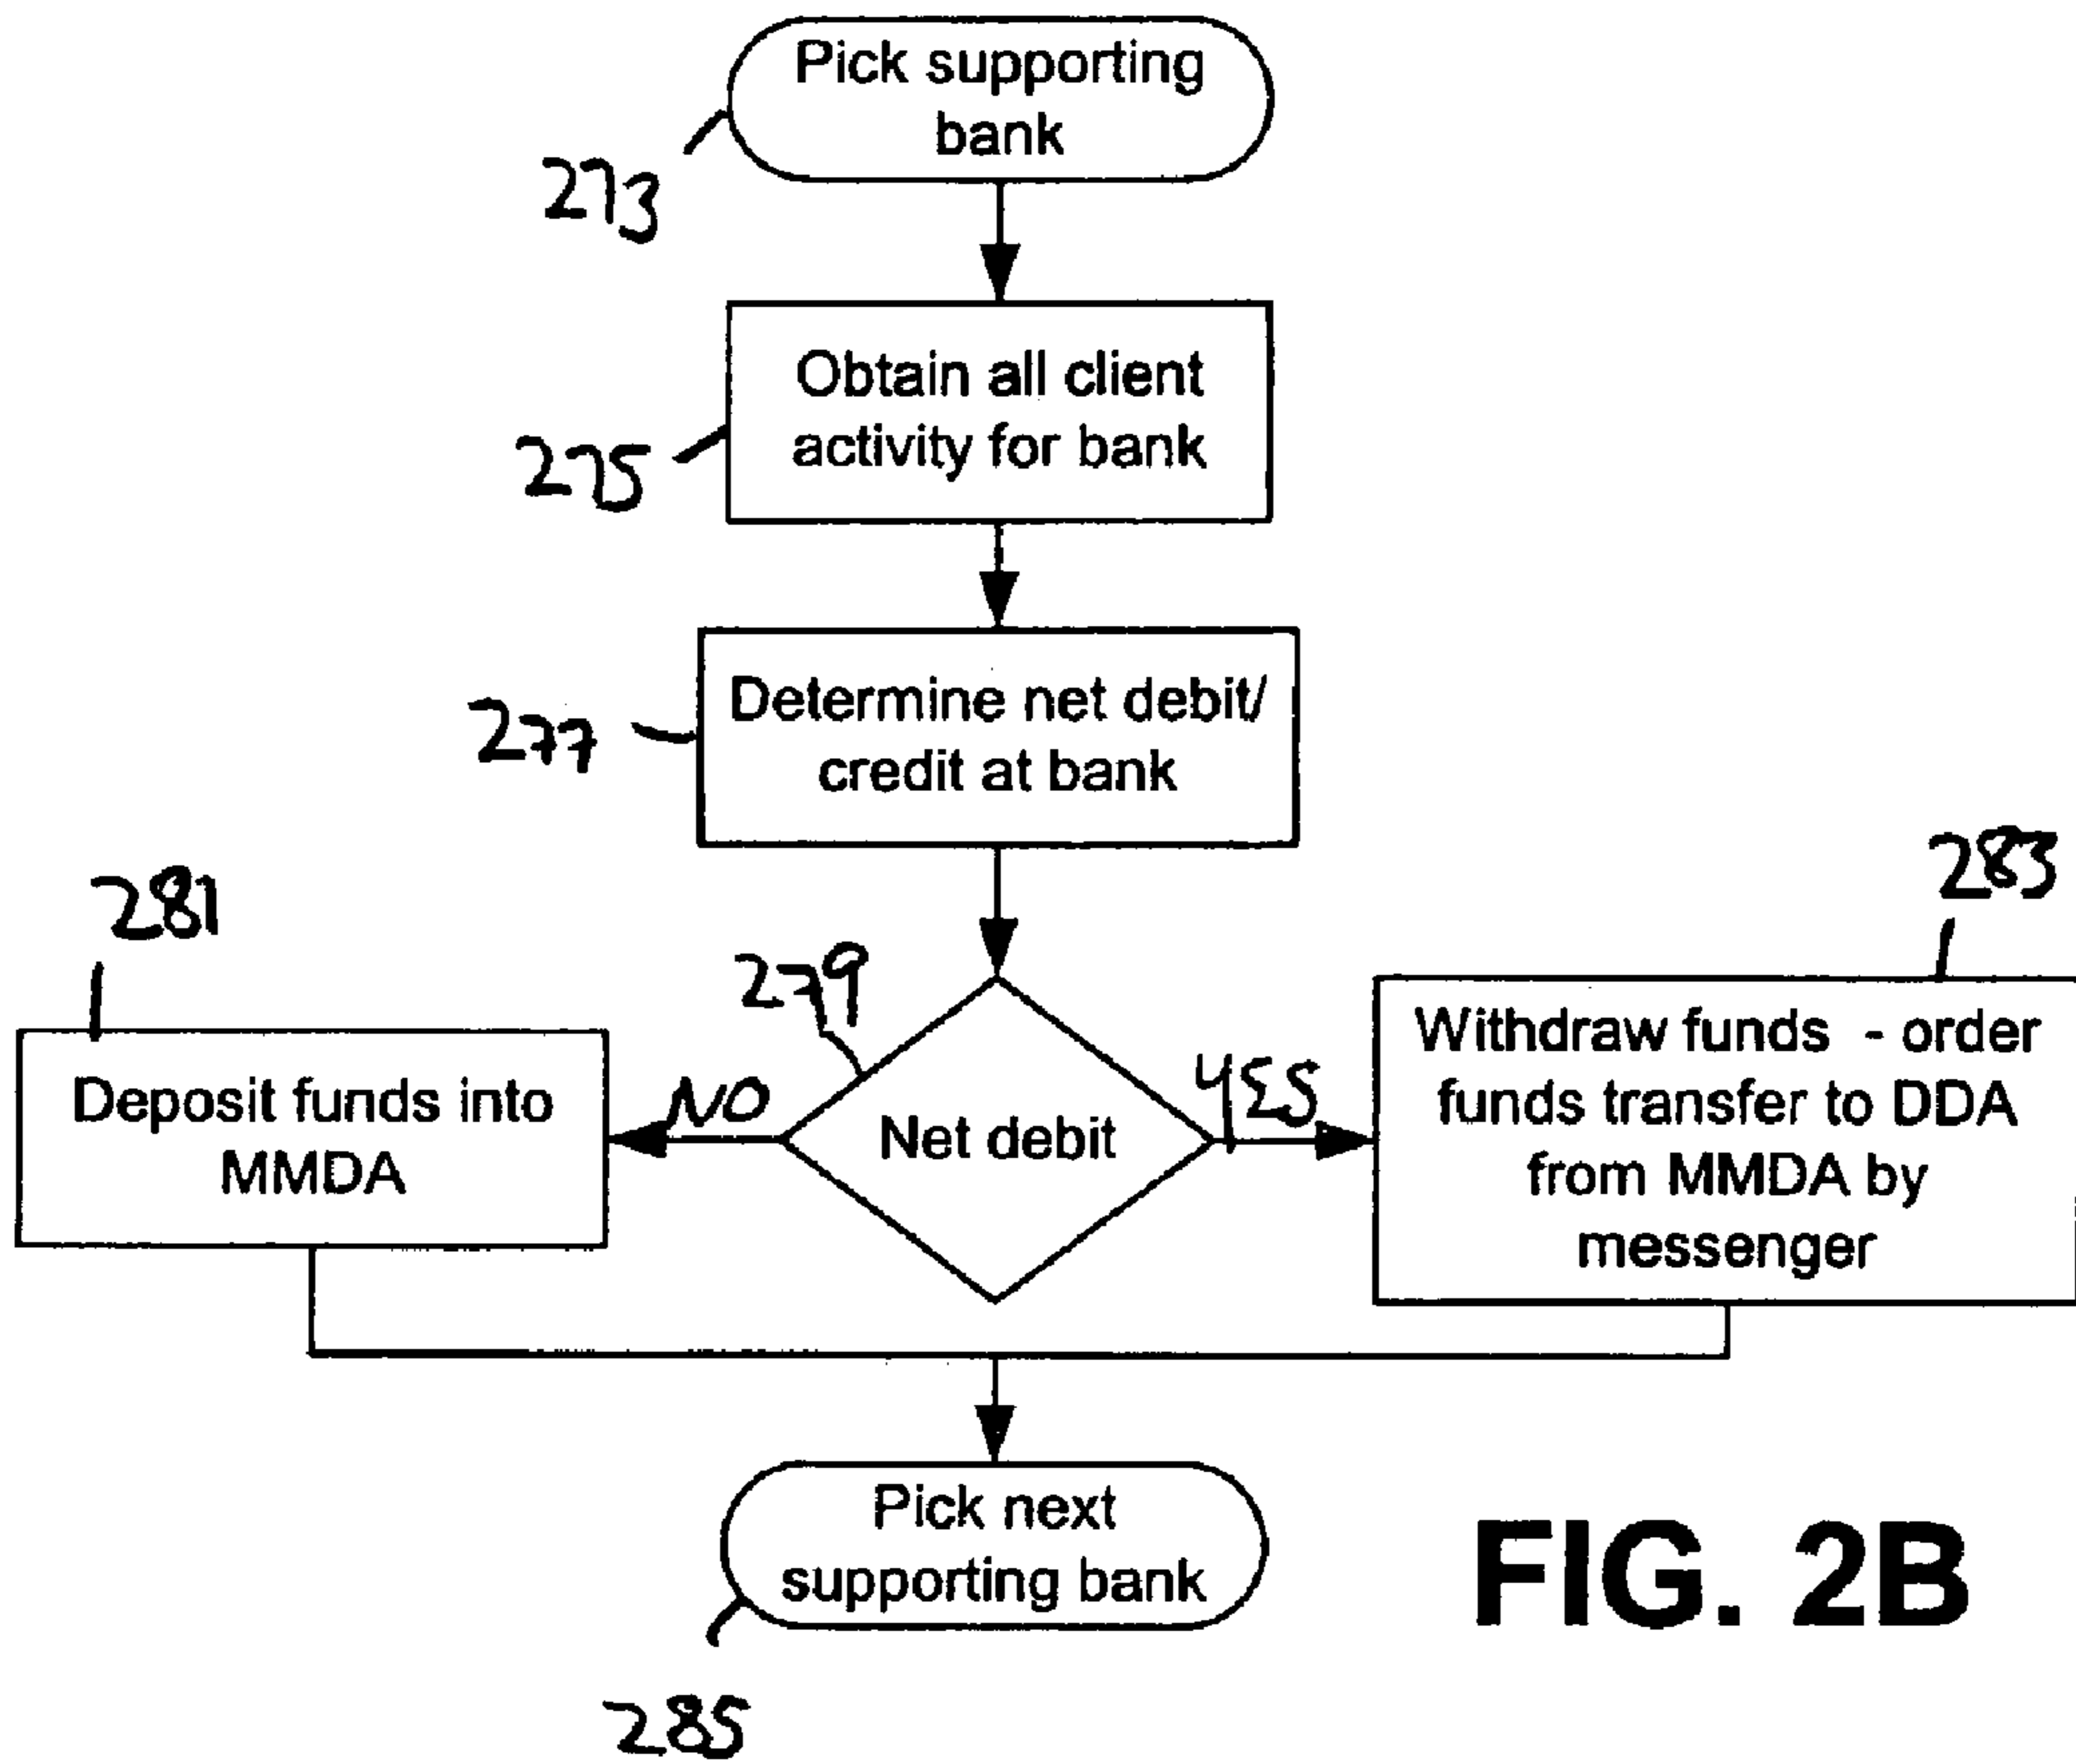 Pick supporting
bank
273
Obtain all client
activity for bank
275
Determine net debit/
credit at bank
277
281
283
279
Deposit funds into
MMDA
NO
Net debit
YES
Withdraw funds - order
funds transfer to DDA
from MMDA by
messenger
Pick next
supporting bank
285
FIG. 2B